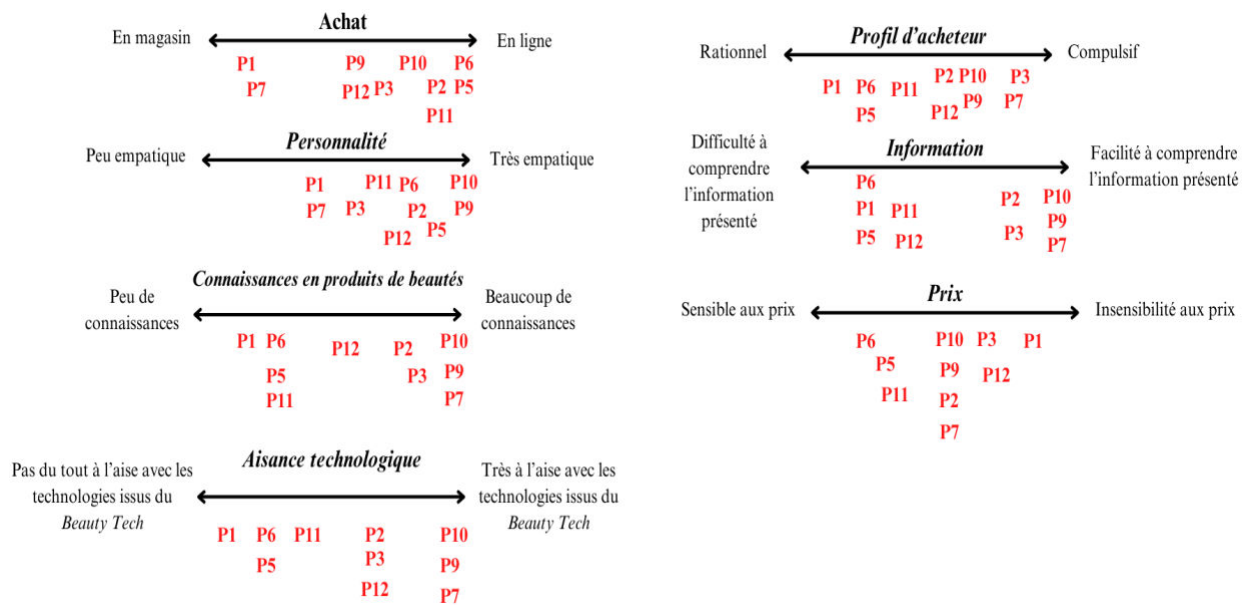 Achat
En magasin
En ligne
P1 P9 P10 P6
P7 P12 P3 P2 P5
P11
Personnalité
Peu empatique
Très empatique
P1 P11 P6 P10
P7 P3 P2 P9
P12 P5
Connaissances en produits de beautés
Peu de
connaissances
Beaucoup de
connaissances
P1 P6 P12 P2 P10
P5 P3 P9
P11 P7
Aisance technologique
Pas du tout à l’aise avec les
technologies issus du
Beauty Tech
Très à l’aise avec les
technologies issus du
Beauty Tech
P1 P6 P11 P2 P10
P5 P3 P9
P12 P7
Profil d’acheteur
Rationnel
Compulsif
P1 P6 P11 P2 P10 P3
P5 P12 P9 P7
Information
Difficulté à
comprendre
l’information
présenté
Facilité à comprendre
l’information présenté
P6 P2 P10
P1 P11 P9
P5 P12 P3 P7
Prix
Sensible aux prix
Insensibilité aux prix
P6 P10 P3 P1
P5 P9 P12
P11 P2
P7